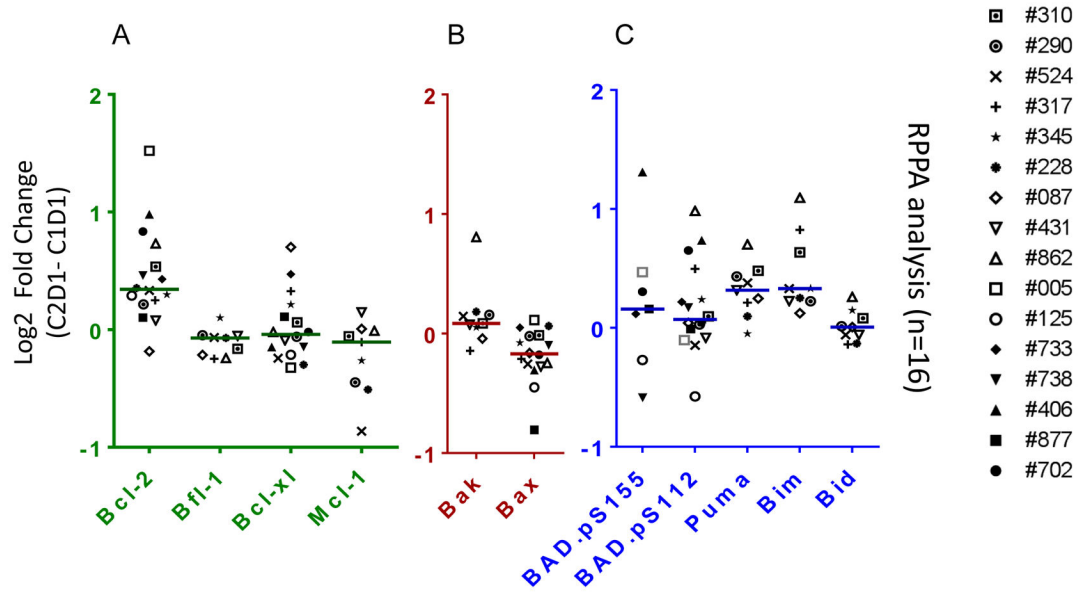 A
B
C
Log2 Fold Change
(C2D1- C1D1)
2
1
0
-1
Bcl-2
Bfl-1
Bcl-xl
Mcl-1
2
1
0
-1
Bak
Bax
2
1
0
-1
BAD.pS155
BAD.pS112
Puma
Bim
Bid
RPPA analysis (n=16)
#310
#290
#524
#317
#345
#228
#087
#431
#862
#005
#125
#733
#738
#406
#877
#702